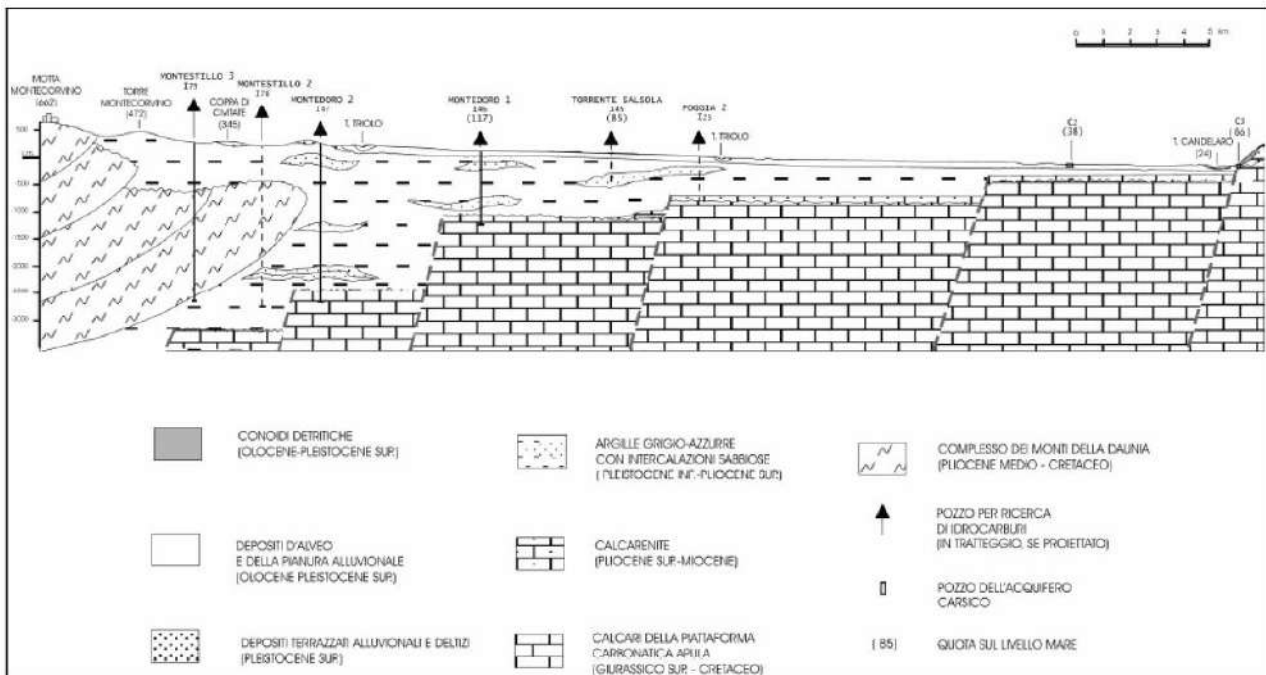 0 1 2 3 4 5 km
MOTTA
MONTECORVINO
(662)
TORRE
MONTECORVINO
(472)
MONTESTILLO 3
I79
COPPA DI
CIVITATE
(345)
MONTESTILLO 2
I78
MONTEDORO 2
T. TRIOLO
MONTEDORO 1
(117)
TORRENTE SALSOLA
(85)
FOGGIA 2
T. TRIOLO
C2
(38)
T. CANDELARO
(24)
C3
(66)
500
-500
-1000
-1500
-2000
-3000
CONOIDI DETRITICHE
(OLOCENE-PLEISTOCENE SUP.)
DEPOSITI D'ALVEO
E DELLA PIANURA ALLUVIONALE
(OLOCENE PLEISTOCENE SUP.)
DEPOSITI TERRAZZATI ALLUVIONALI E DELTIZI
(PLEISTOCENE SUP.)
ARGILLE GRIGIO-AZZURRE
CON INTERCALAZIONI SABBIOSE
( PLEISTOCENE INF.-PLIOCENE SUP.)
CALCARENITE
(PLIOCENE SUP.-MIOCENE)
CALCARI DELLA PIATTAFORMA
CARBONATICA APULA
(GIURASSICO SUP. - CRETACEO)
COMPLESSO DEI MONTI DELLA DAUNIA
(PLIOCENE MEDIO - CRETACEO)
POZZO PER RICERCA
DI IDROCARBURI
(IN TRATTEGGIO, SE PROIETTATO)
POZZO DELL'ACQUIFERO
CARSICO
( 85) QUOTA SUL LIVELLO MARE